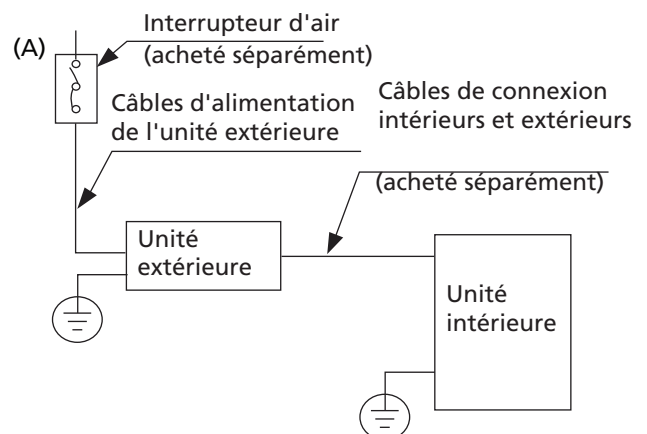 (A)
Interrupteur d'air
(acheté séparément)
Câbles d'alimentation
de l'unité extérieure
Câbles de connexion
intérieurs et extérieurs
(acheté séparément)
Unité
extérieure
Unité
intérieure